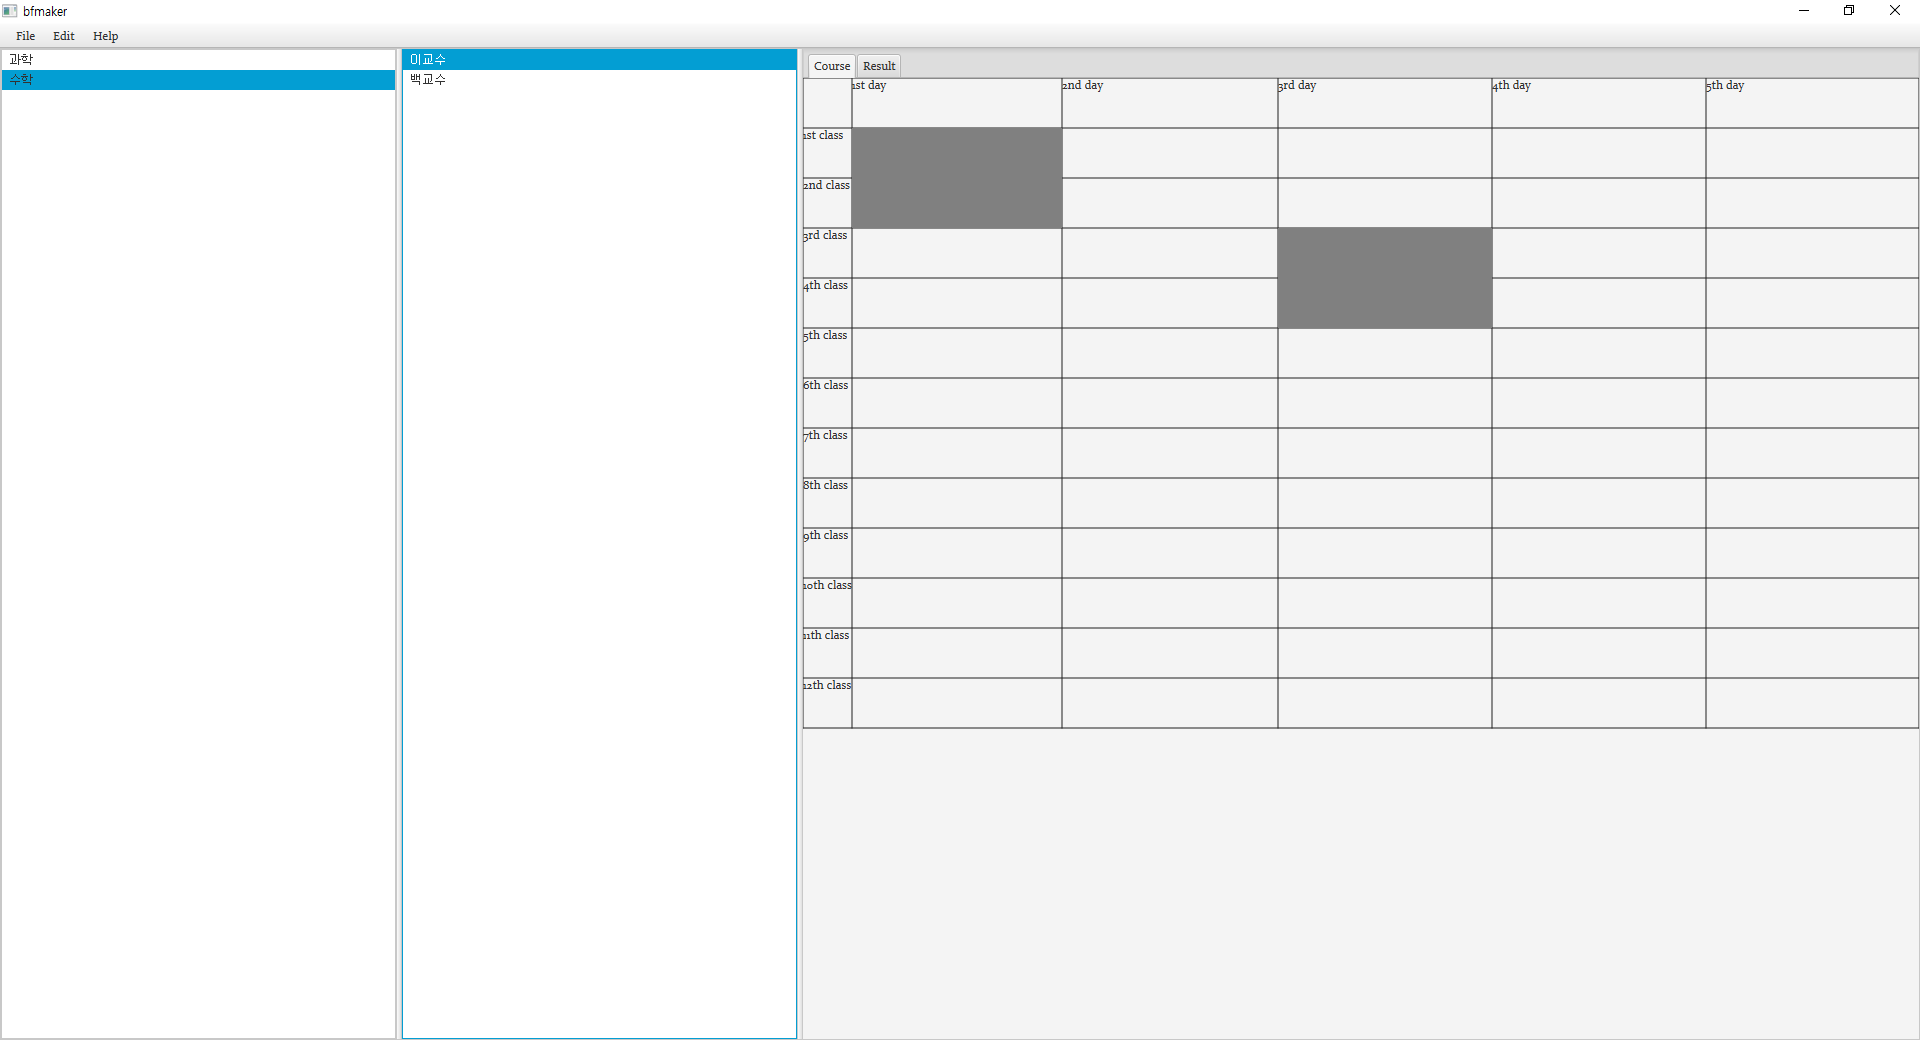 bfmaker
File Edit Help
과학
수학
이교수
백교수
Course Result
1st day 2nd day 3rd day 4th day 5th day
1st class
2nd class
3rd class
4th class
5th class
6th class
7th class
8th class
9th class
10th class
11th class
12th class